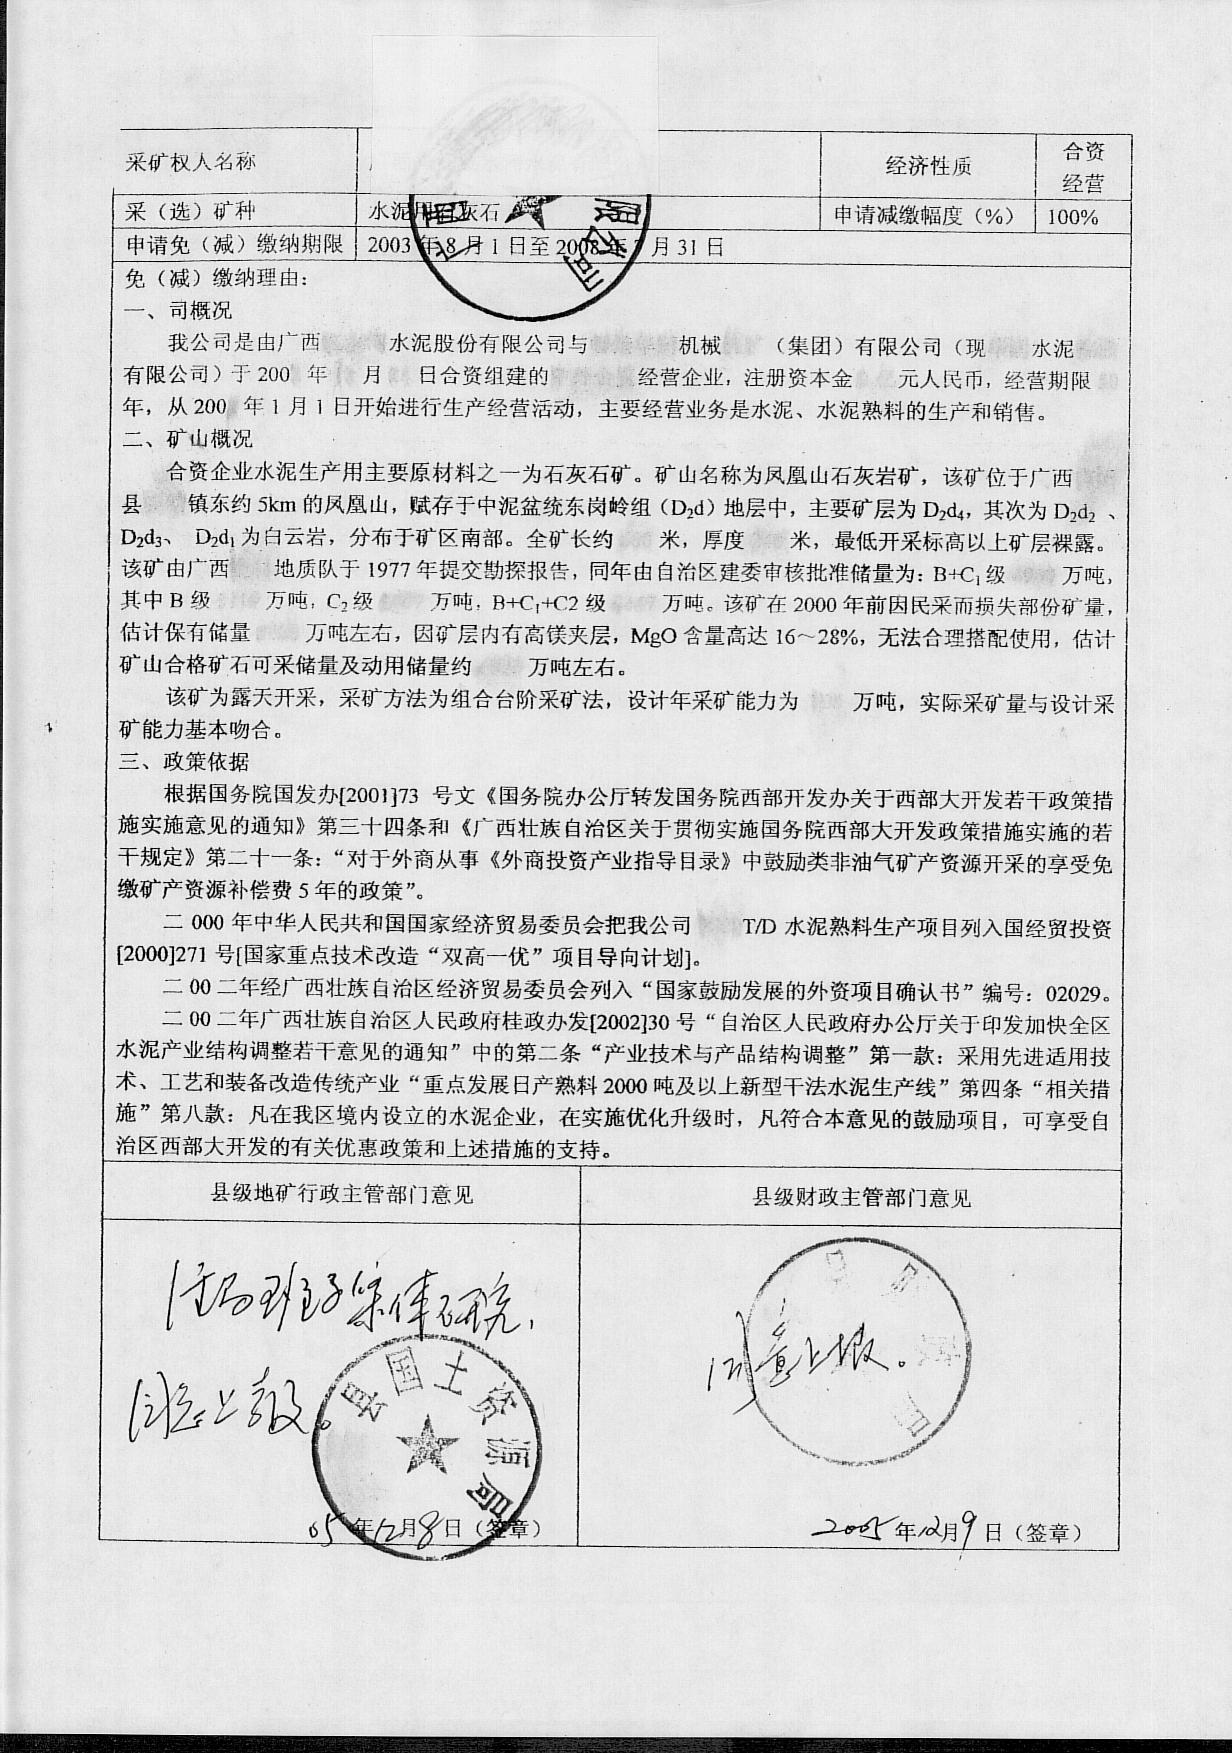 采矿权人名称 经济性质 合资
经营
采（选）矿种 水泥用石灰石 申请减缴幅度（%） 100%
申请免（减）缴纳期限 2003年8月1日至2008年7月31日
免（减）缴纳理由：
一、司概况
我公司是由广西 水泥股份有限公司与 机械 （集团）有限公司（现 水泥
有限公司）于200 年 月 日合资组建的 经营企业，注册资本金 元人民币，经营期限
年，从200 年1月1日开始进行生产经营活动，主要经营业务是水泥、水泥熟料的生产和销售。
二、矿山概况
合资企业水泥生产用主要原材料之一为石灰石矿。矿山名称为凤凰山石灰岩矿，该矿位于广西
县 镇东约5km的凤凰山，赋存于中泥盆统东岗岭组（D₂d）地层中，主要矿层为D₂d₄，其次为D₂d₂、
D₂d₃、 D₂d₁为白云岩，分布于矿区南部。全矿长约 米，厚度 米，最低开采标高以上矿层裸露。
该矿由广西 地质队于1977年提交勘探报告，同年由自治区建委审核批准储量为：B+C₁级 万吨，
其中B级 万吨，C₂级 万吨，B+C₁+C2级 万吨。该矿在2000年前因民采而损失部份矿量，
估计保有储量 万吨左右，因矿层内有高镁夹层，MgO含量高达16～28%，无法合理搭配使用，估计
矿山合格矿石可采储量及动用储量约 万吨左右。
该矿为露天开采，采矿方法为组合台阶采矿法，设计年采矿能力为 万吨，实际采矿量与设计采
矿能力基本吻合。
三、政策依据
根据国务院国发办[2001]73 号文《国务院办公厅转发国务院西部开发办关于西部大开发若干政策措
施实施意见的通知》第三十四条和《广西壮族自治区关于贯彻实施国务院西部大开发政策措施实施的若
干规定》第二十一条：“对于外商从事《外商投资产业指导目录》中鼓励类非油气矿产资源开采的享受免
缴矿产资源补偿费5年的政策”。
二000年中华人民共和国国家经济贸易委员会把我公司 T/D水泥熟料生产项目列入国经贸投资
[2000]271号[国家重点技术改造“双高一优”项目导向计划]。
二00二年经广西壮族自治区经济贸易委员会列入“国家鼓励发展的外资项目确认书”编号：02029。
二00二年广西壮族自治区人民政府桂政办发[2002]30号“自治区人民政府办公厅关于印发加快全区
水泥产业结构调整若干意见的通知”中的第二条“产业技术与产品结构调整”第一款：采用先进适用技
术、工艺和装备改造传统产业“重点发展日产熟料2000吨及以上新型干法水泥生产线”第四条“相关措
施”第八款：凡在我区境内设立的水泥企业，在实施优化升级时，凡符合本意见的鼓励项目，可享受自
治区西部大开发的有关优惠政策和上述措施的支持。
县级地矿行政主管部门意见 县级财政主管部门意见
班子集体研究，
同意上报。
县国土资源局
05年12月8日（签章）
同意上报。
财政局
2005年12月9日（签章）